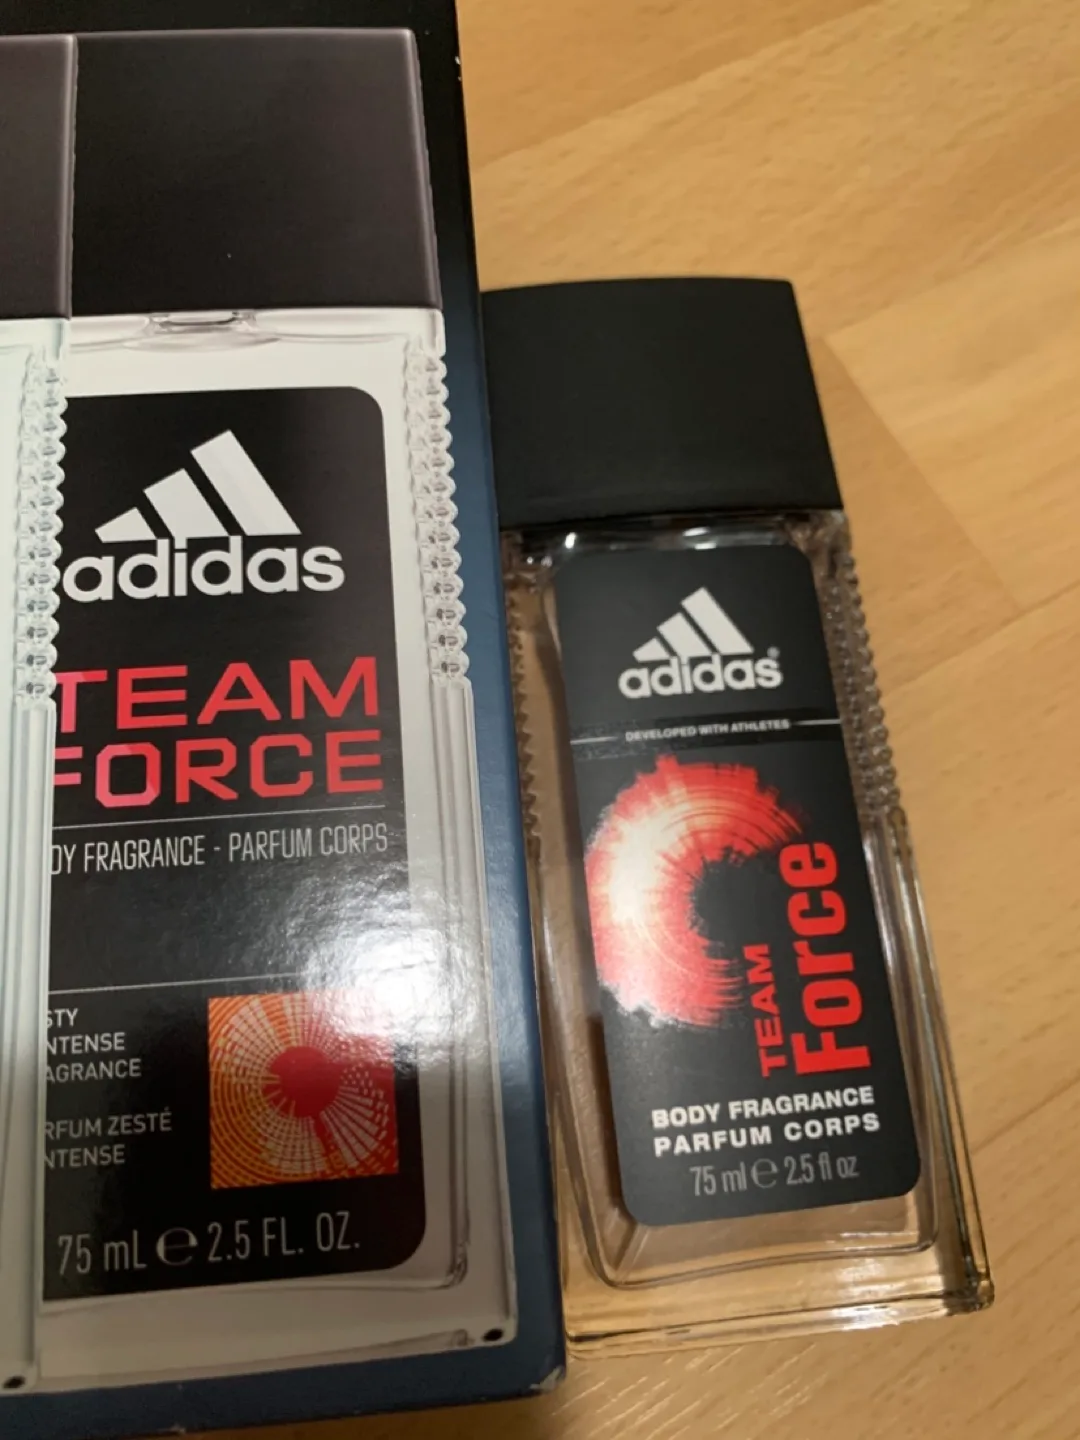 adidas
TEAM
FORCE
DY FRAGRANCE - PARFUM CORPS
STY
NTENSE
AGRANCE
RFUM ZESTÉ
NTENSE
75 mL e 2.5 FL. OZ.
adidas®
DEVELOPED WITH ATHLETES
TEAM
Force
BODY FRAGRANCE
PARFUM CORPS
75 ml e 2.5 fl oz